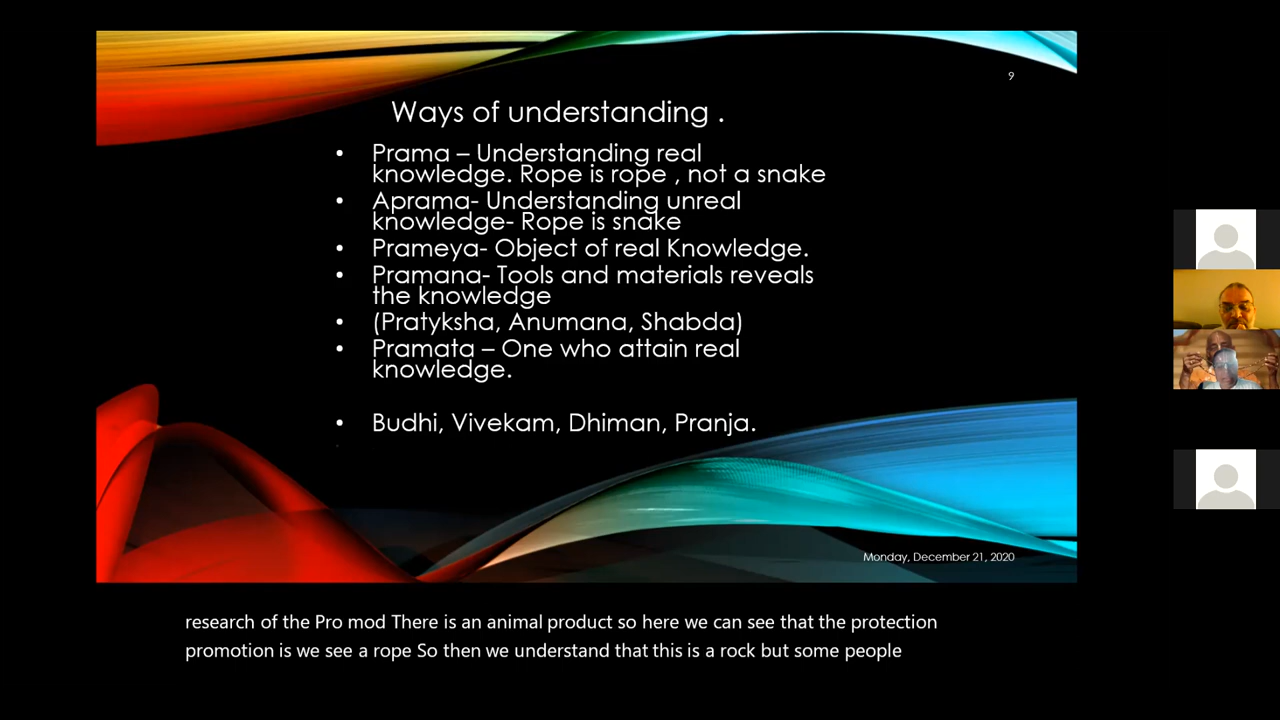 9
Ways of understanding .
• Prama – Understanding real
knowledge. Rope is rope , not a snake
• Aprama- Understanding unreal
knowledge- Rope is snake
• Prameya- Object of real Knowledge.
• Pramana- Tools and materials reveals
the knowledge
• (Pratyksha, Anumana, Shabda)
• Pramata – One who attain real
knowledge.
• Budhi, Vivekam, Dhiman, Pranja.
Monday, December 21, 2020
research of the Pro mod There is an animal product so here we can see that the protection
promotion is we see a rope So then we understand that this is a rock but some people